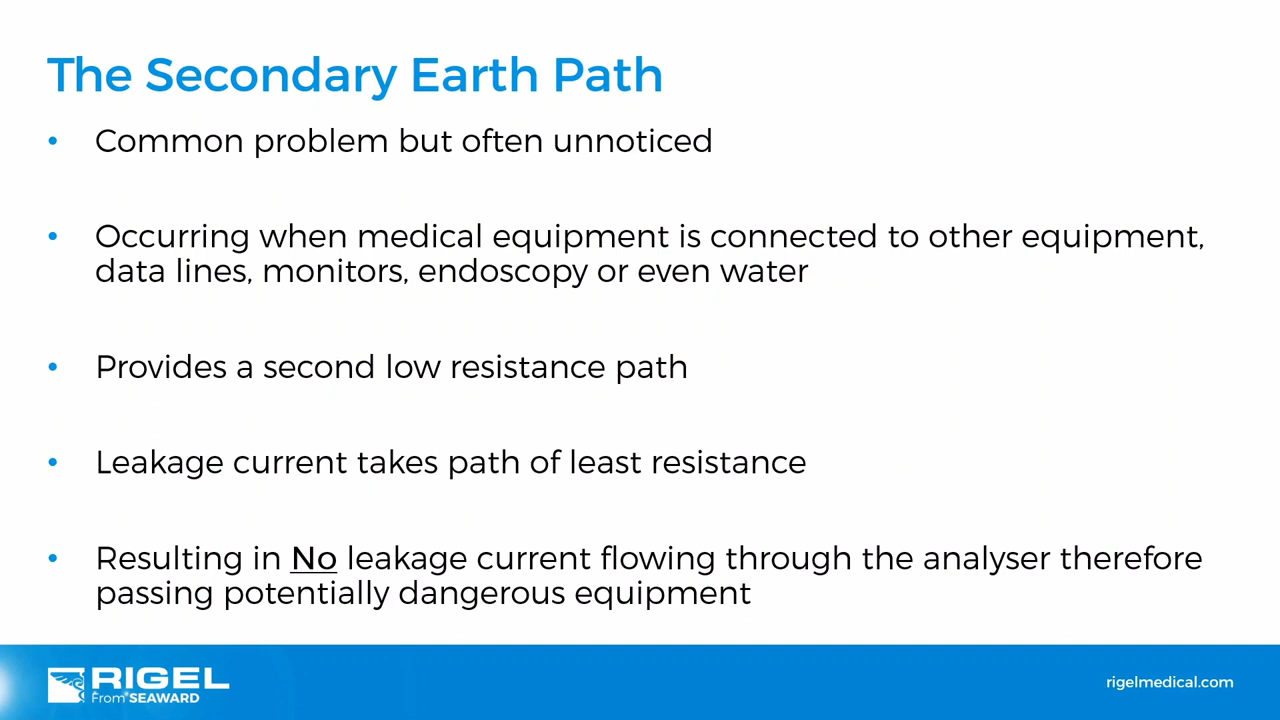 The Secondary Earth Path
• Common problem but often unnoticed
• Occurring when medical equipment is connected to other equipment,
data lines, monitors, endoscopy or even water
• Provides a second low resistance path
• Leakage current takes path of least resistance
• Resulting in No leakage current flowing through the analyser therefore
passing potentially dangerous equipment
RIGEL
From SEAWARD
rigelmedical.com